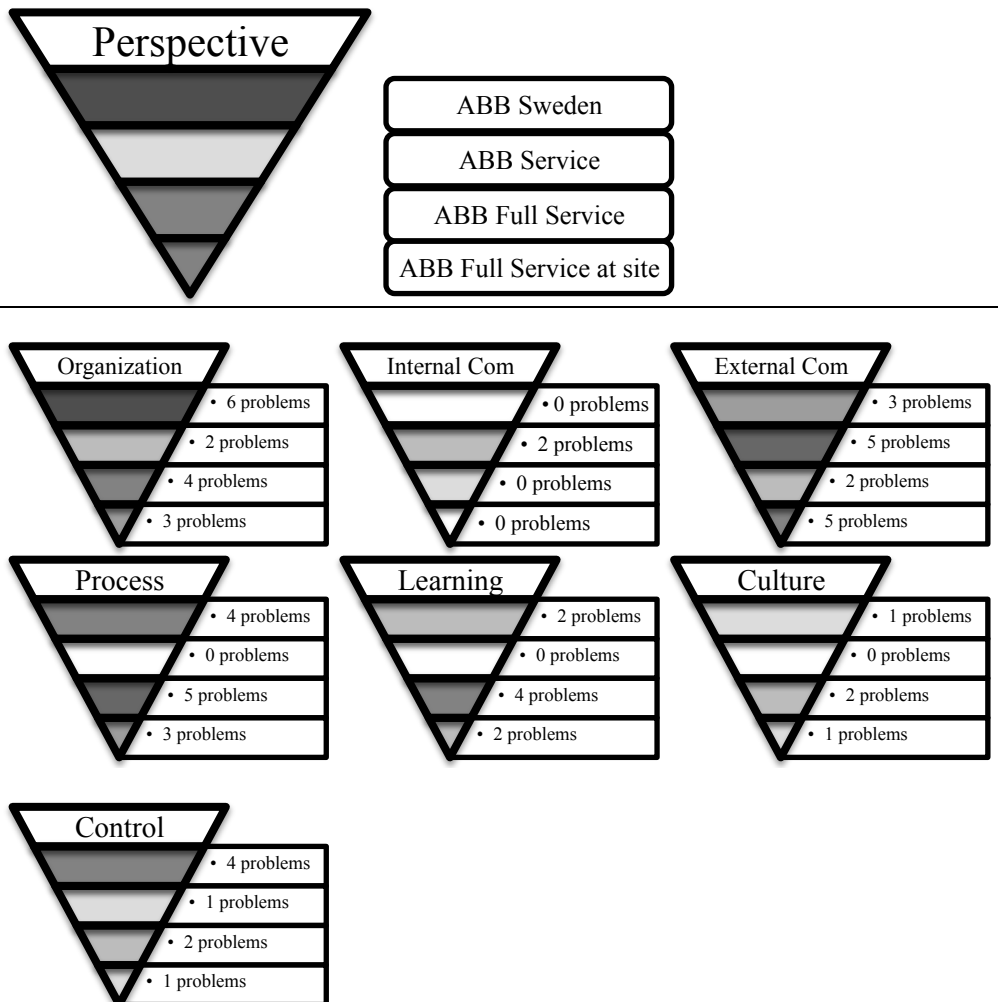 Perspective
ABB Sweden
ABB Service
ABB Full Service
ABB Full Service at site
Organization
• 6 problems
• 2 problems
• 4 problems
• 3 problems
Internal Com
• 0 problems
• 2 problems
• 0 problems
• 0 problems
External Com
• 3 problems
• 5 problems
• 2 problems
• 5 problems
Process
• 4 problems
• 0 problems
• 5 problems
• 3 problems
Learning
• 2 problems
• 0 problems
• 4 problems
• 2 problems
Culture
• 1 problems
• 0 problems
• 2 problems
• 1 problems
Control
• 4 problems
• 1 problems
• 2 problems
• 1 problems